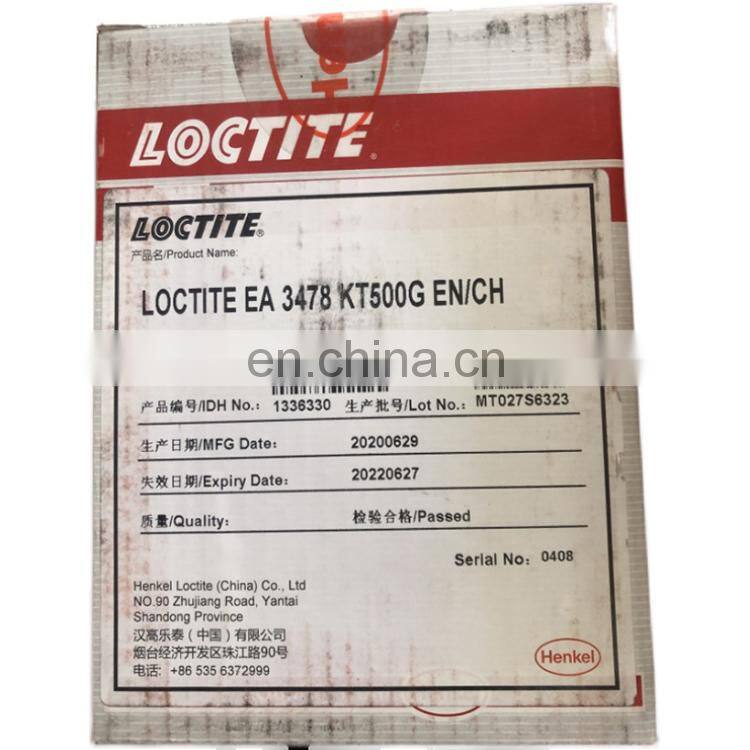 LOCTITE®
LOCTITE®
产品名/Product Name:
LOCTITE EA 3478 KT500G EN/CH
en.china.cn
产品编号/IDH No.: 1336330 生产批号/Lot No.: MT027S6323
生产日期/MFG Date: 20200629
失效日期/Expiry Date: 20220627
质量/Quality: 检验合格/Passed
Serial No: 0408
Henkel Loctite (China) Co., Ltd
NO.90 Zhujiang Road, Yantai
Shandong Province
汉高乐泰（中国）有限公司
烟台经济开发区珠江路90号
电话: +86 535 6372999
Henkel